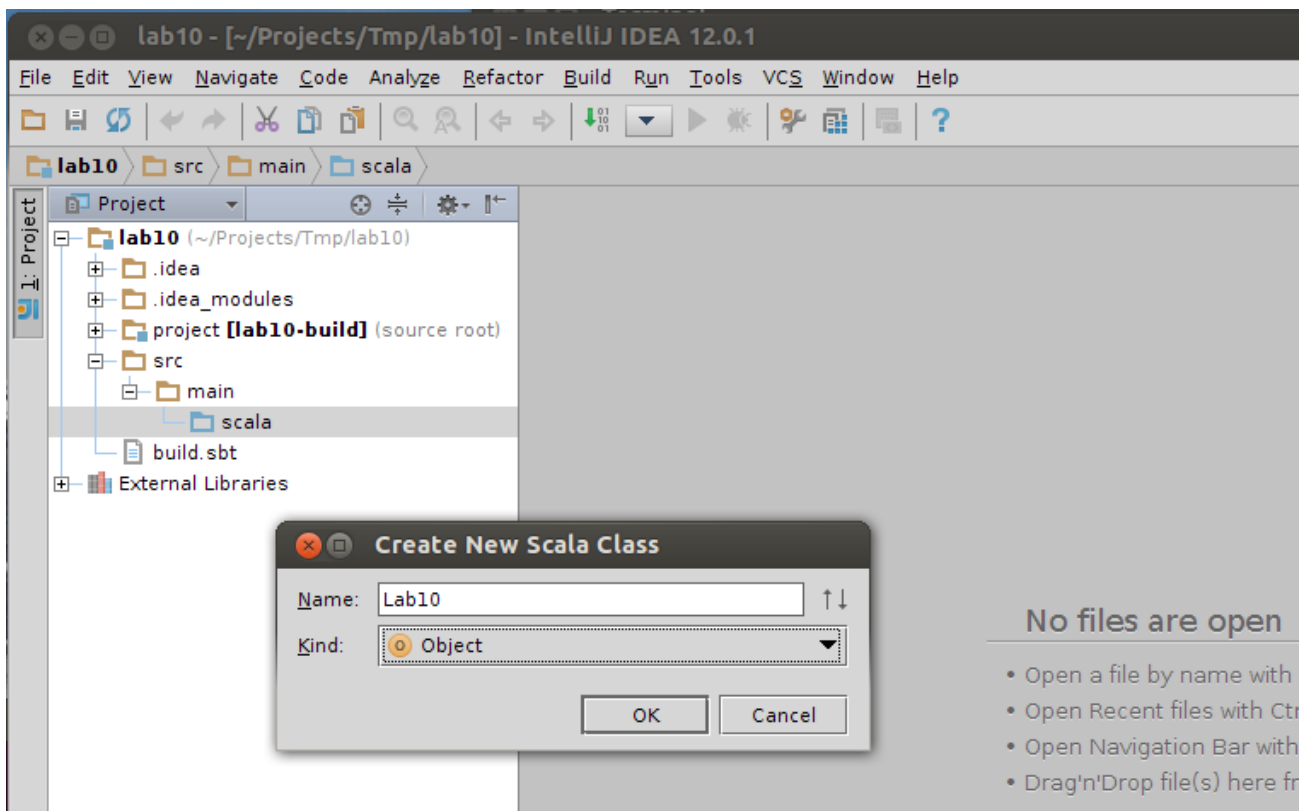 lab10 - [~/Projects/Tmp/lab10] - IntelliJ IDEA 12.0.1
File Edit View Navigate Code Analyze Refactor Build Run Tools VCS Window Help
lab10 src main scala
1: Project
Project
lab10 (~/Projects/Tmp/lab10)
.idea
.idea_modules
project [lab10-build] (source root)
src
main
scala
build.sbt
External Libraries
Create New Scala Class
Name: Lab10
Kind: Object
OK Cancel
No files are open
• Open a file by name with
• Open Recent files with Ctr
• Open Navigation Bar with
• Drag'n'Drop file(s) here fr